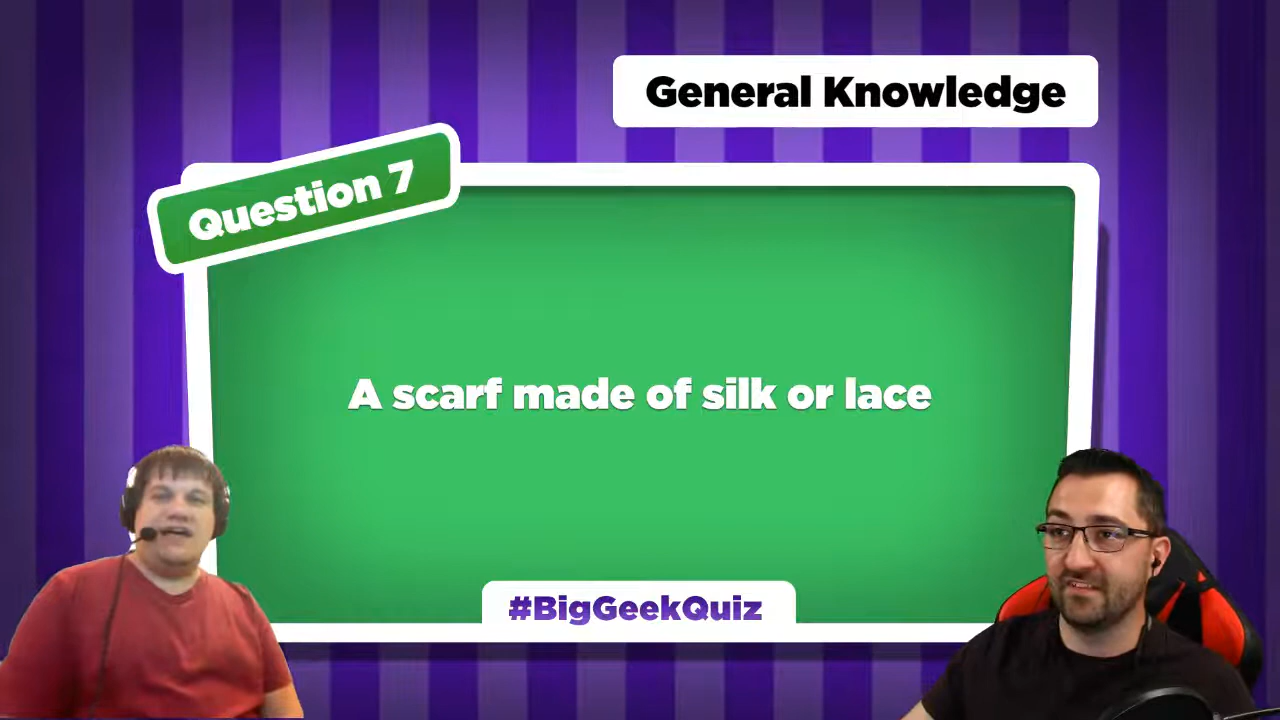 General Knowledge
Question 7
A scarf made of silk or lace
#BigGeekQuiz